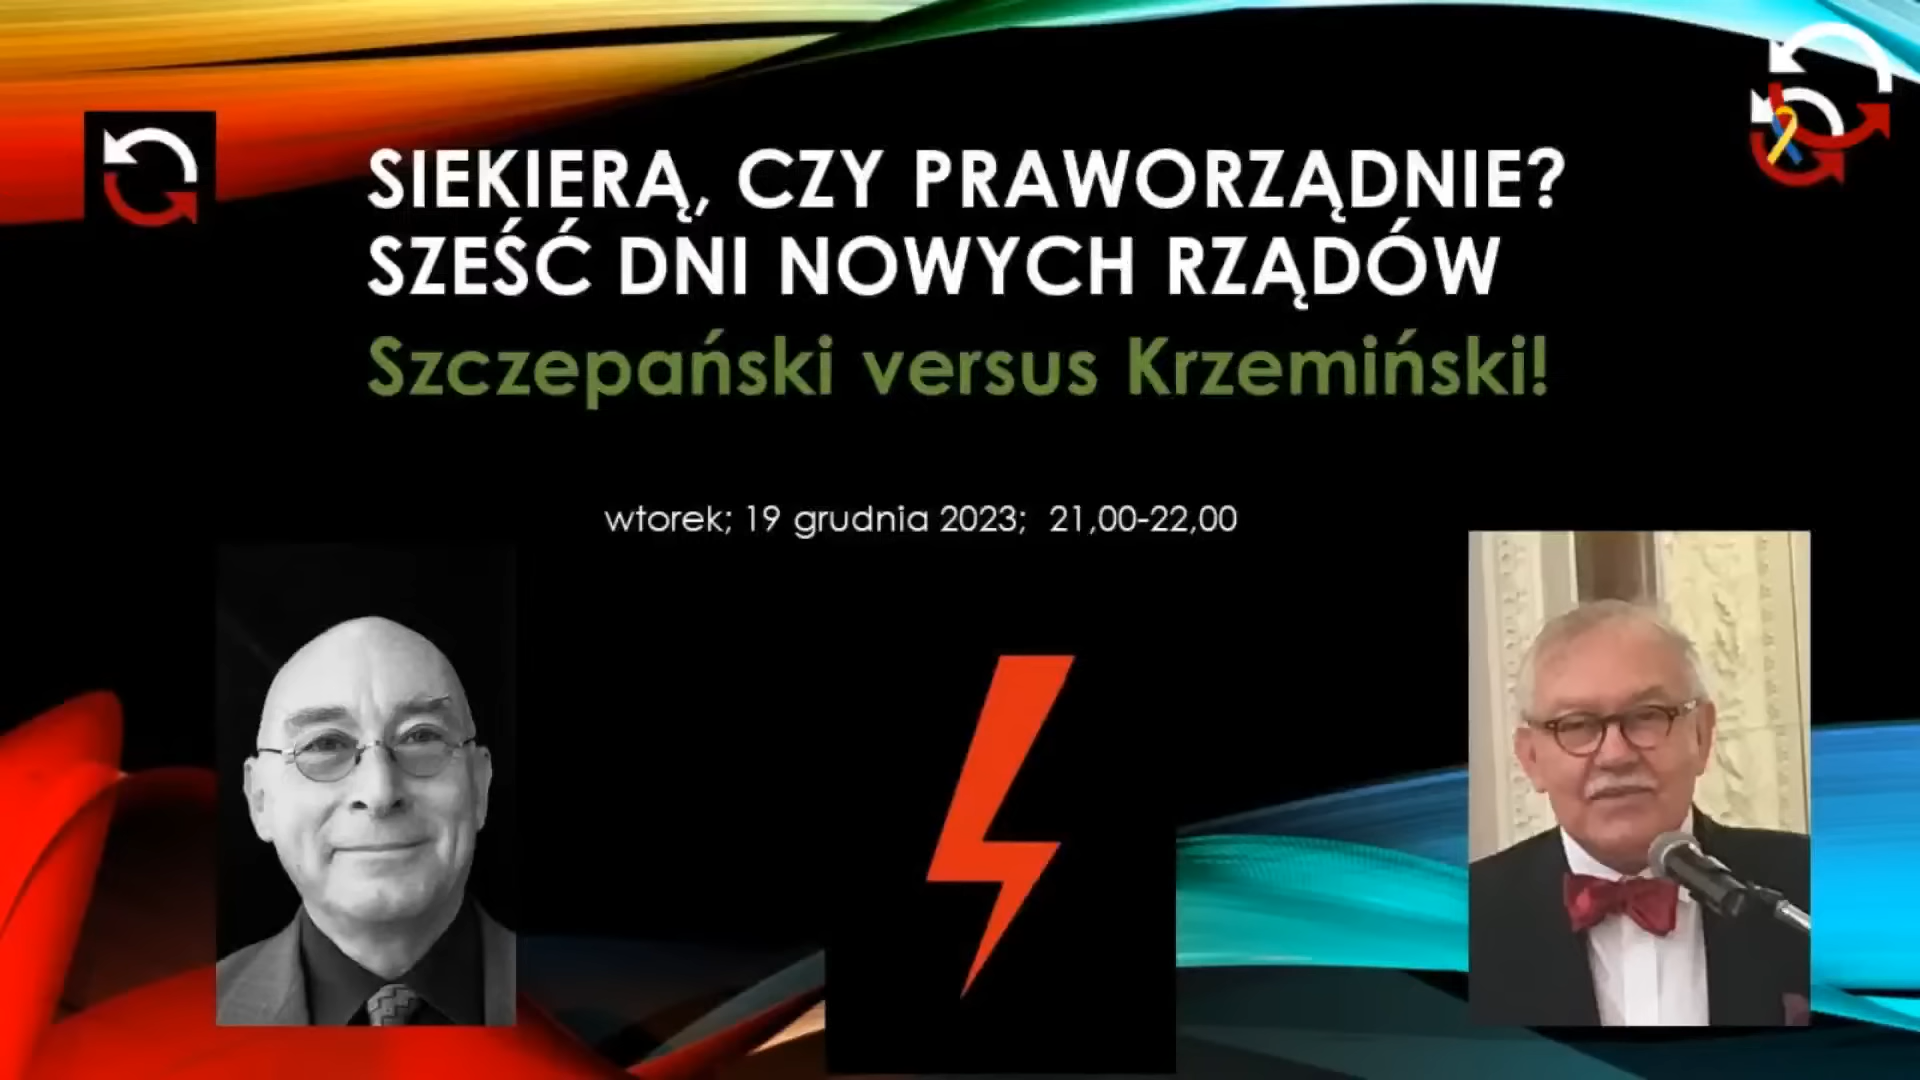 SIEKIERĄ, CZY PRAWORZĄDNIE?
SZEŚĆ DNI NOWYCH RZĄDÓW
Szczepański versus Krzemiński!
wtorek; 19 grudnia 2023;  21,00-22,00